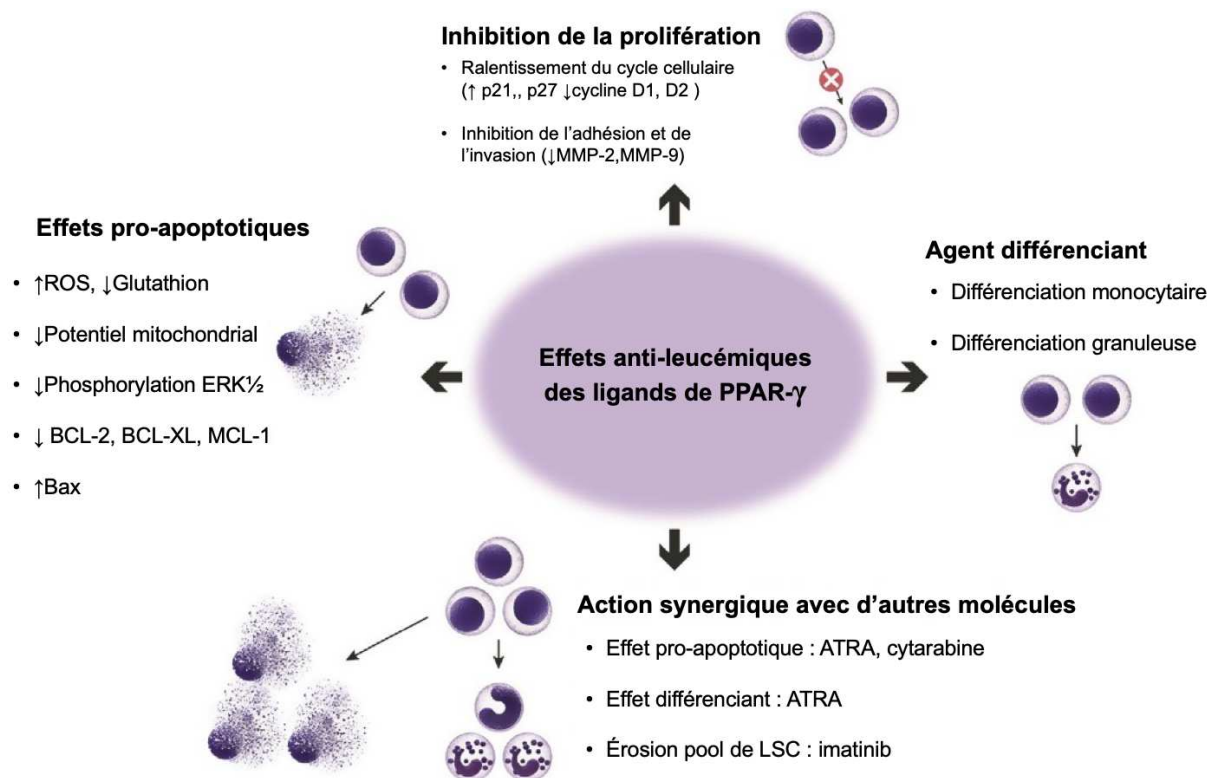 Inhibition de la prolifération
• Ralentissement du cycle cellulaire
(↑ p21,, p27 ↓cycline D1, D2 )
• Inhibition de l'adhésion et de
l'invasion (↓MMP-2,MMP-9)
Effets pro-apoptotiques
• ↑ROS, ↓Glutathion
• ↓Potentiel mitochondrial
• ↓Phosphorylation ERK½
• ↓ BCL-2, BCL-XL, MCL-1
• ↑Bax
Effets anti-leucémiques
des ligands de PPAR-γ
Agent différenciant
• Différenciation monocytaire
• Différenciation granuleuse
Action synergique avec d'autres molécules
• Effet pro-apoptotique : ATRA, cytarabine
• Effet différenciant : ATRA
• Érosion pool de LSC : imatinib